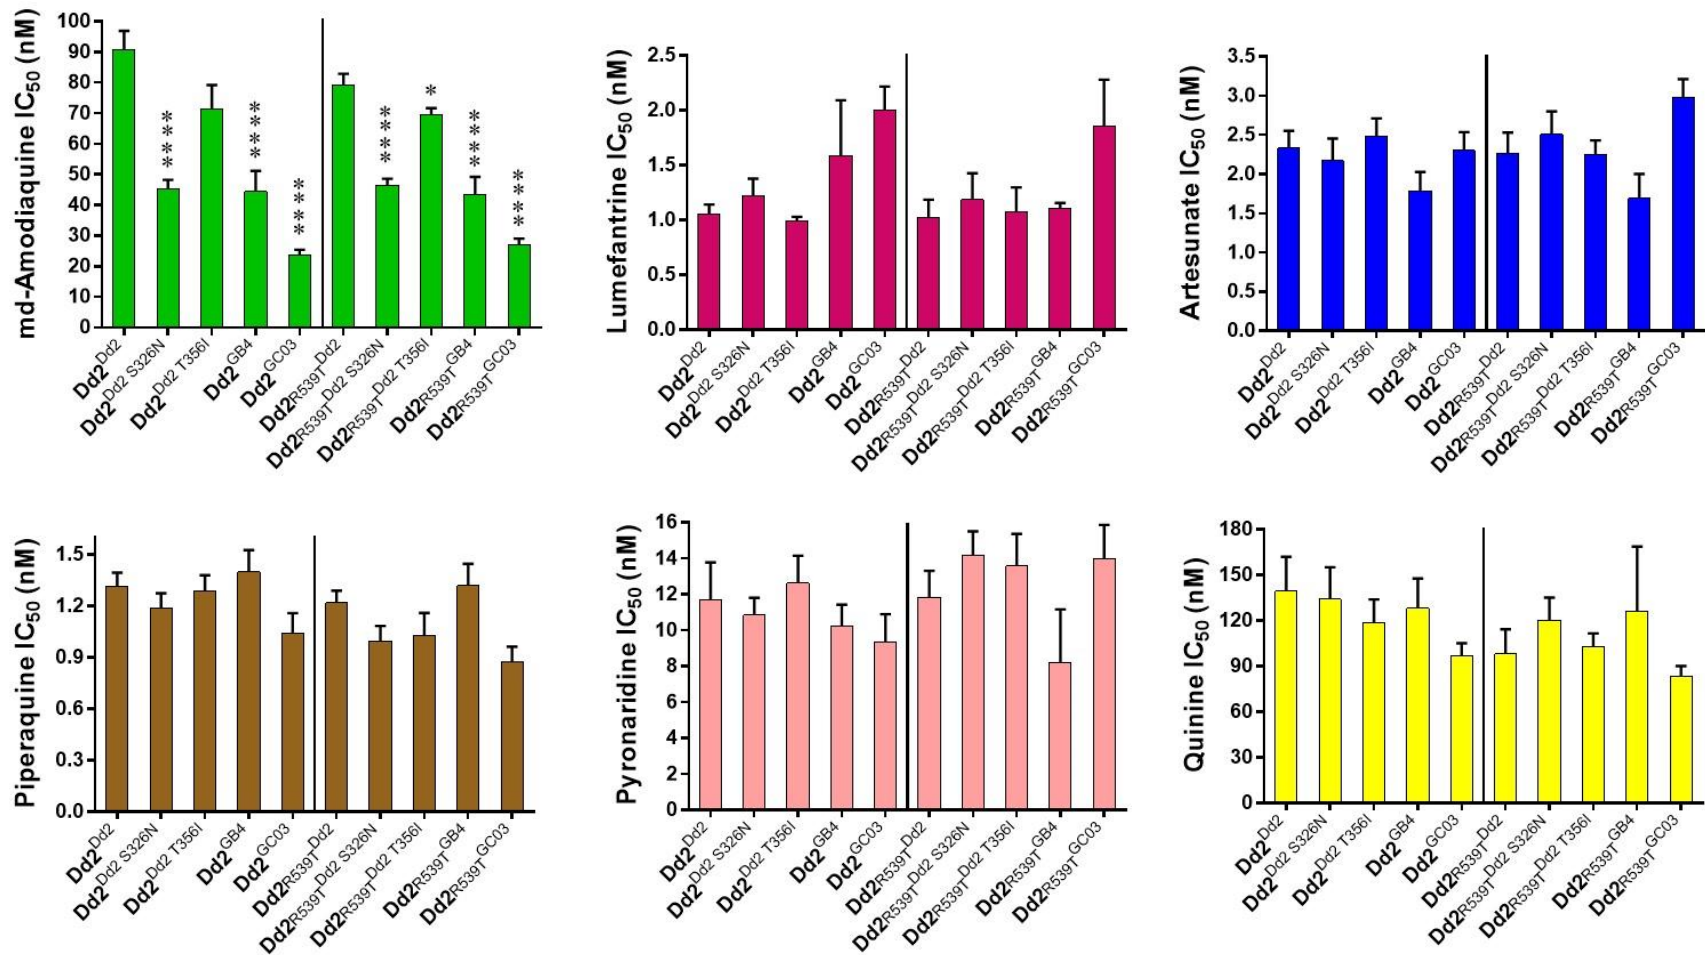 md-Amodiaquine IC50 (nM)
100
90
80
70
60
50
40
30
20
10
0
****
****
****
****
*
****
****
Dd2Dd2
Dd2Dd2 S326N
Dd2Dd2 T356I
Dd2GB4
Dd2GC03
Dd2R539TDd2
Dd2R539TDd2 S326N
Dd2R539TDd2 T356I
Dd2R539TGB4
Dd2R539TGC03
Lumefantrine IC50 (nM)
2.5
2.0
1.5
1.0
0.5
0.0
Dd2Dd2
Dd2Dd2 S326N
Dd2Dd2 T356I
Dd2GB4
Dd2GC03
Dd2R539TDd2
Dd2R539TDd2 S326N
Dd2R539TDd2 T356I
Dd2R539TGB4
Dd2R539TGC03
Artesunate IC50 (nM)
3.5
3.0
2.5
2.0
1.5
1.0
0.5
0.0
Dd2Dd2
Dd2Dd2 S326N
Dd2Dd2 T356I
Dd2GB4
Dd2GC03
Dd2R539TDd2
Dd2R539TDd2 S326N
Dd2R539TDd2 T356I
Dd2R539TGB4
Dd2R539TGC03
Piperaquine IC50 (nM)
1.5
1.2
0.9
0.6
0.3
0.0
Dd2Dd2
Dd2Dd2 S326N
Dd2Dd2 T356I
Dd2GB4
Dd2GC03
Dd2R539TDd2
Dd2R539TDd2 S326N
Dd2R539TDd2 T356I
Dd2R539TGB4
Dd2R539TGC03
Pyronaridine IC50 (nM)
16
14
12
10
8
6
4
2
0
Dd2Dd2
Dd2Dd2 S326N
Dd2Dd2 T356I
Dd2GB4
Dd2GC03
Dd2R539TDd2
Dd2R539TDd2 S326N
Dd2R539TDd2 T356I
Dd2R539TGB4
Dd2R539TGC03
Quinine IC50 (nM)
180
150
120
90
60
30
0
Dd2Dd2
Dd2Dd2 S326N
Dd2Dd2 T356I
Dd2GB4
Dd2GC03
Dd2R539TDd2
Dd2R539TDd2 S326N
Dd2R539TDd2 T356I
Dd2R539TGB4
Dd2R539TGC03